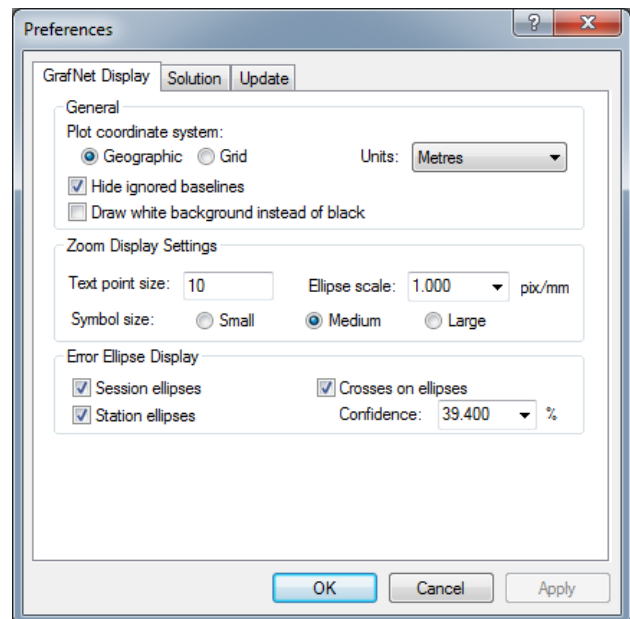 Preferences
GrafNet Display Solution Update
General
Plot coordinate system:
Geographic Grid Units: Metres
Hide ignored baselines
Draw white background instead of black
Zoom Display Settings
Text point size: 10 Ellipse scale: 1.000 pix/mm
Symbol size: Small Medium Large
Error Ellipse Display
Session ellipses Crosses on ellipses
Station ellipses Confidence: 39.400 %
OK Cancel Apply